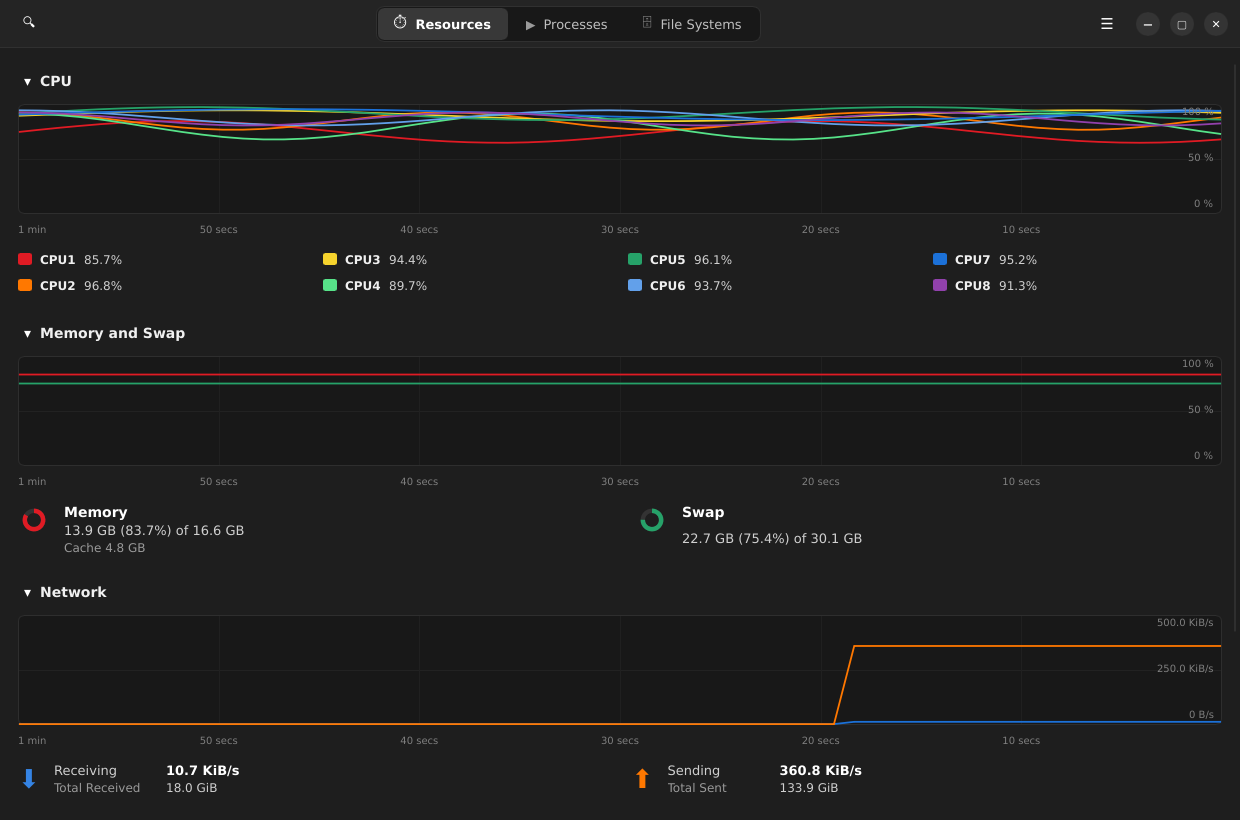 Resources Processes File Systems
CPU
100 %
50 %
0 %
1 min 50 secs 40 secs 30 secs 20 secs 10 secs
CPU1 85.7% CPU3 94.4% CPU5 96.1% CPU7 95.2%
CPU2 96.8% CPU4 89.7% CPU6 93.7% CPU8 91.3%
Memory and Swap
100 %
50 %
0 %
1 min 50 secs 40 secs 30 secs 20 secs 10 secs
Memory Swap
13.9 GB (83.7%) of 16.6 GB 22.7 GB (75.4%) of 30.1 GB
Cache 4.8 GB
Network
500.0 KiB/s
250.0 KiB/s
0 B/s
1 min 50 secs 40 secs 30 secs 20 secs 10 secs
Receiving 10.7 KiB/s Sending 360.8 KiB/s
Total Received 18.0 GiB Total Sent 133.9 GiB